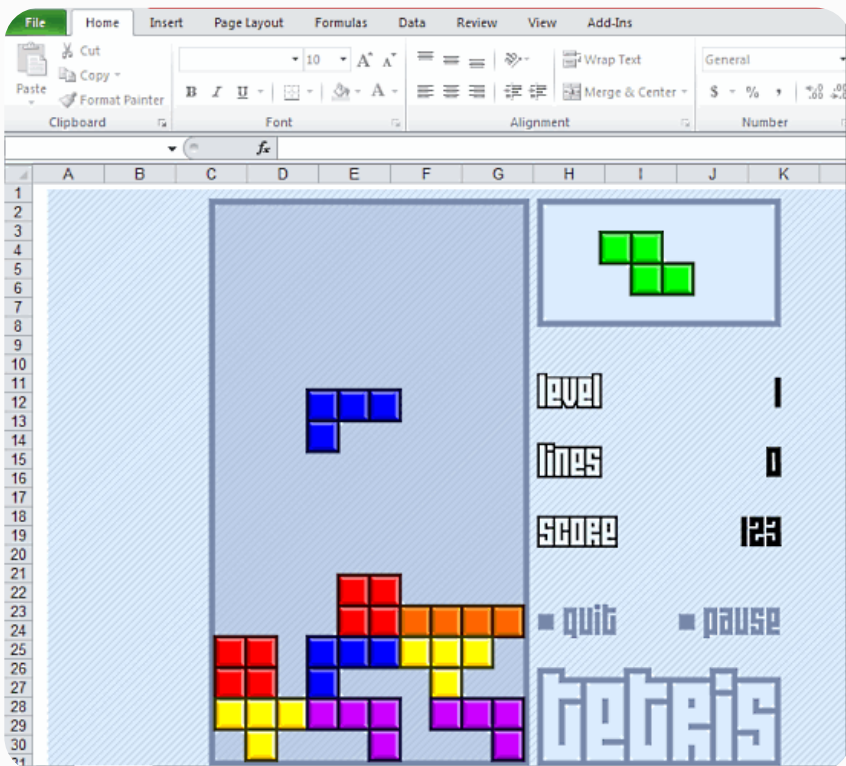 File Home Insert Page Layout Formulas Data Review View Add-Ins
Cut
10 A A Wrap Text General
Copy
Paste
Format Painter B I U A Merge & Center $ % ,
Clipboard Font Alignment Number
fx
A B C D E F G H I J K
1
2
3
4
5
6
7
8
9
10
11
12
13
14
15
16
17
18
19
20
21
22
23
24
25
26
27
28
29
30
31
level 1
lines 0
score 123
quit pause
tetris